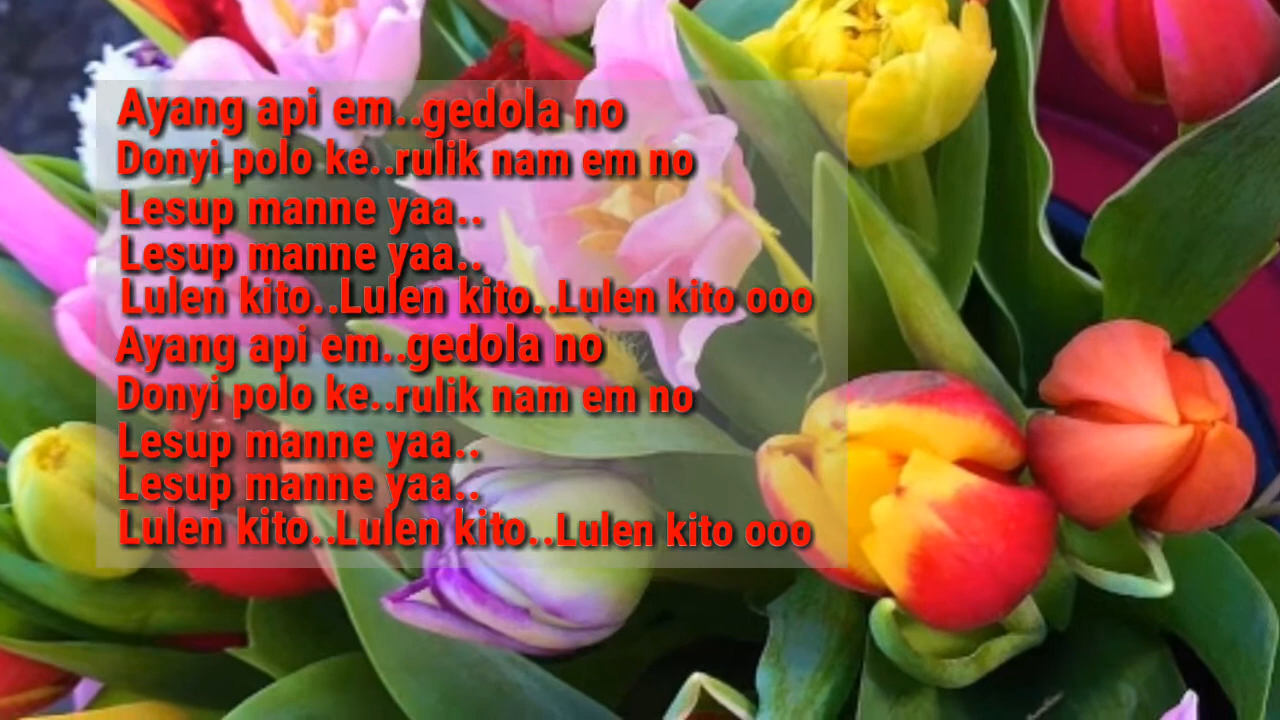 Ayang api em..gedola no
Donyi polo ke..rulik nam em no
Lesup manne yaa..
Lesup manne yaa..
Lulen kito..Lulen kito..Lulen kito ooo
Ayang api em..gedola no
Donyi polo ke..rulik nam em no
Lesup manne yaa..
Lesup manne yaa..
Lulen kito..Lulen kito..Lulen kito ooo